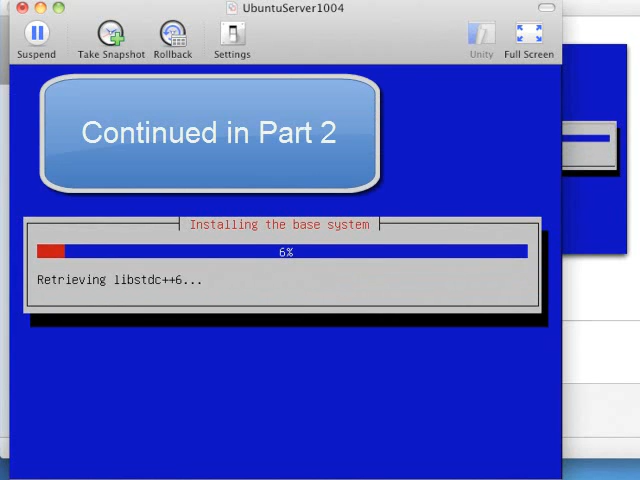 UbuntuServer1004
Suspend
Take Snapshot
Rollback
Settings
Unity
Full Screen
Continued in Part 2
Installing the base system
6%
Retrieving libstdc++6...